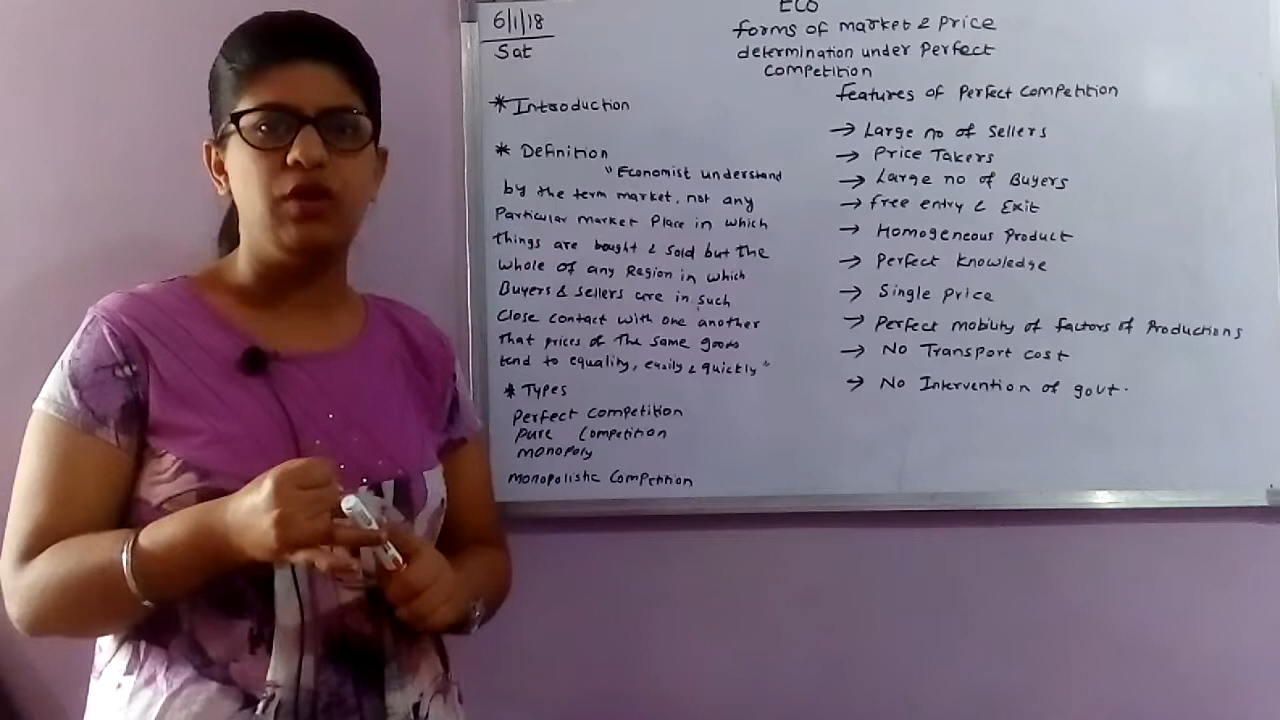 6/1/18
Sat
ECO
forms of market & Price
determination under Perfect
Competition
* Introduction
* Definition
"Economist understand
by the term market, not any
Particular market Place in which
things are bought & sold but the
whole of any Region in which
Buyers & sellers are in such
Close contact with one another
that prices of the same goods
tend to equality, easily & quickly"
* Types
Perfect Competition
Pure Competition
monopoly
monopolistic Competition
features of Perfect Competition
→ Large no of sellers
→ Price Takers
→ Large no of Buyers
→ free entry & Exit
→ Homogeneous Product
→ Perfect Knowledge
→ Single Price
→ Perfect mobility of factors of Productions
→ No Transport cost
→ No Intervention of govt.